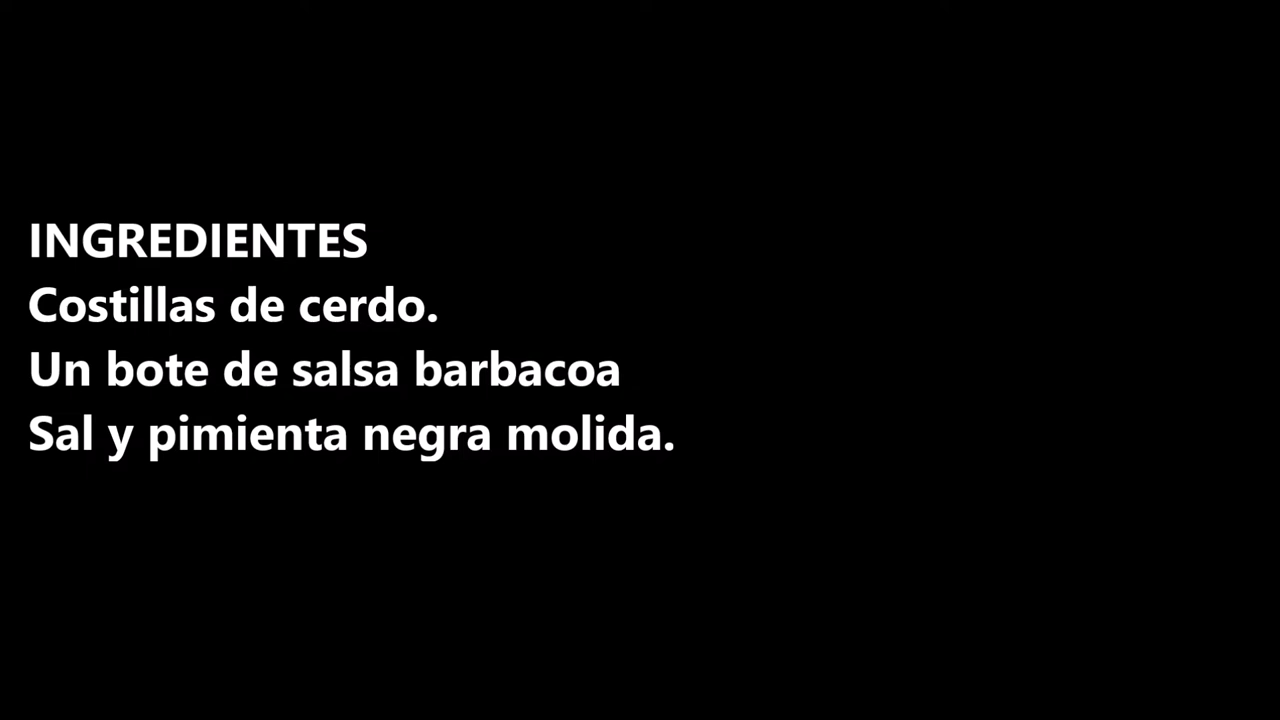 INGREDIENTES
Costillas de cerdo.
Un bote de salsa barbacoa
Sal y pimienta negra molida.